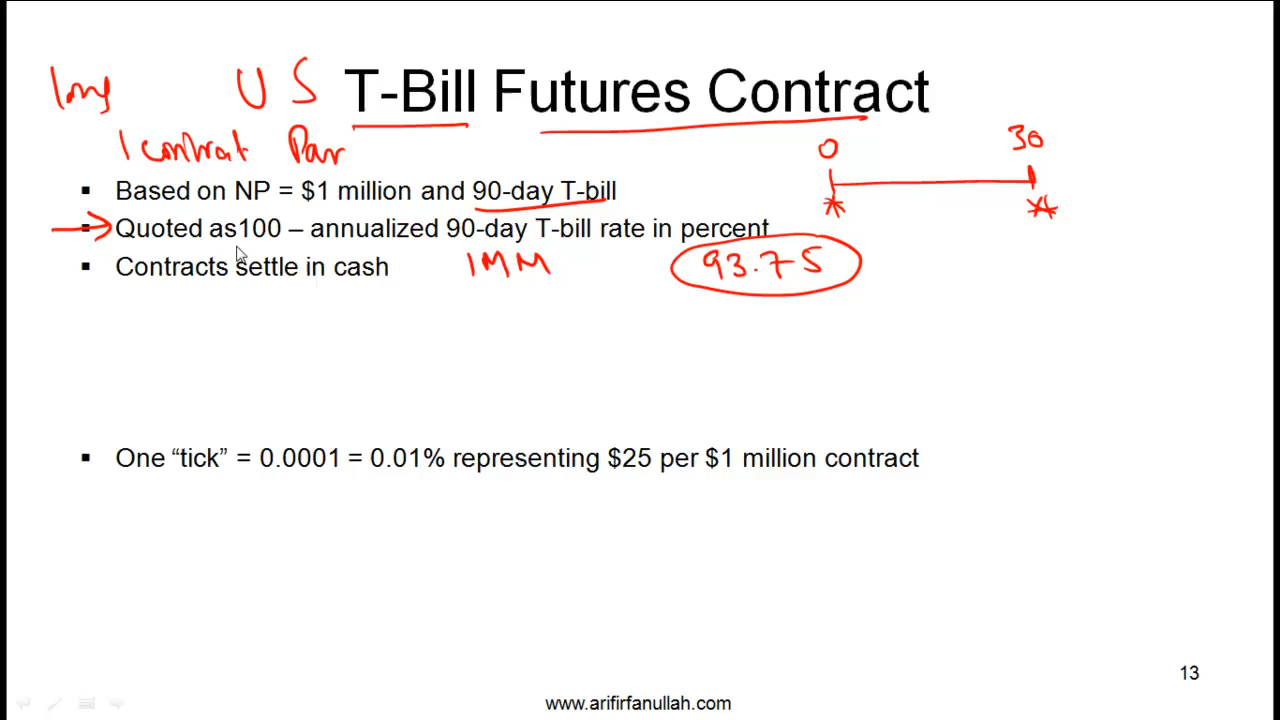 long US T-Bill Futures Contract
1 contrat Par
0 30
▪ Based on NP = $1 million and 90-day T-bill
▪ Quoted as100 – annualized 90-day T-bill rate in percent
▪ Contracts settle in cash IMM 93.75
▪ One “tick” = 0.0001 = 0.01% representing $25 per $1 million contract
13
www.arifirfanullah.com